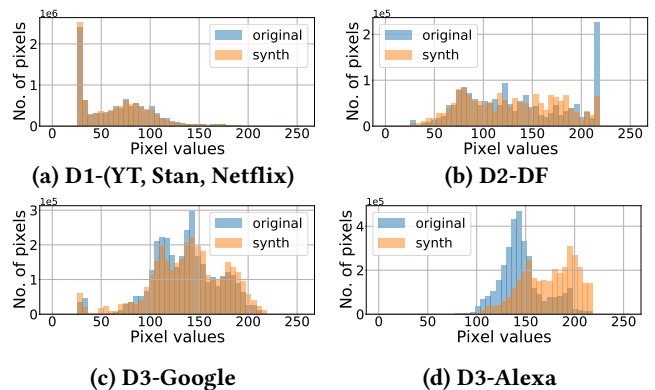 1e6
No. of pixels
2
1
0
original
synth
0 50 100 150 200 250
Pixel values
(a) D1-(YT, Stan, Netflix)
1e5
No. of pixels
2
1
0
original
synth
0 50 100 150 200 250
Pixel values
(b) D2-DF
1e5
No. of pixels
3
2
1
0
original
synth
0 50 100 150 200 250
Pixel values
(c) D3-Google
1e5
No. of pixels
4
2
0
original
synth
0 50 100 150 200 250
Pixel values
(d) D3-Alexa